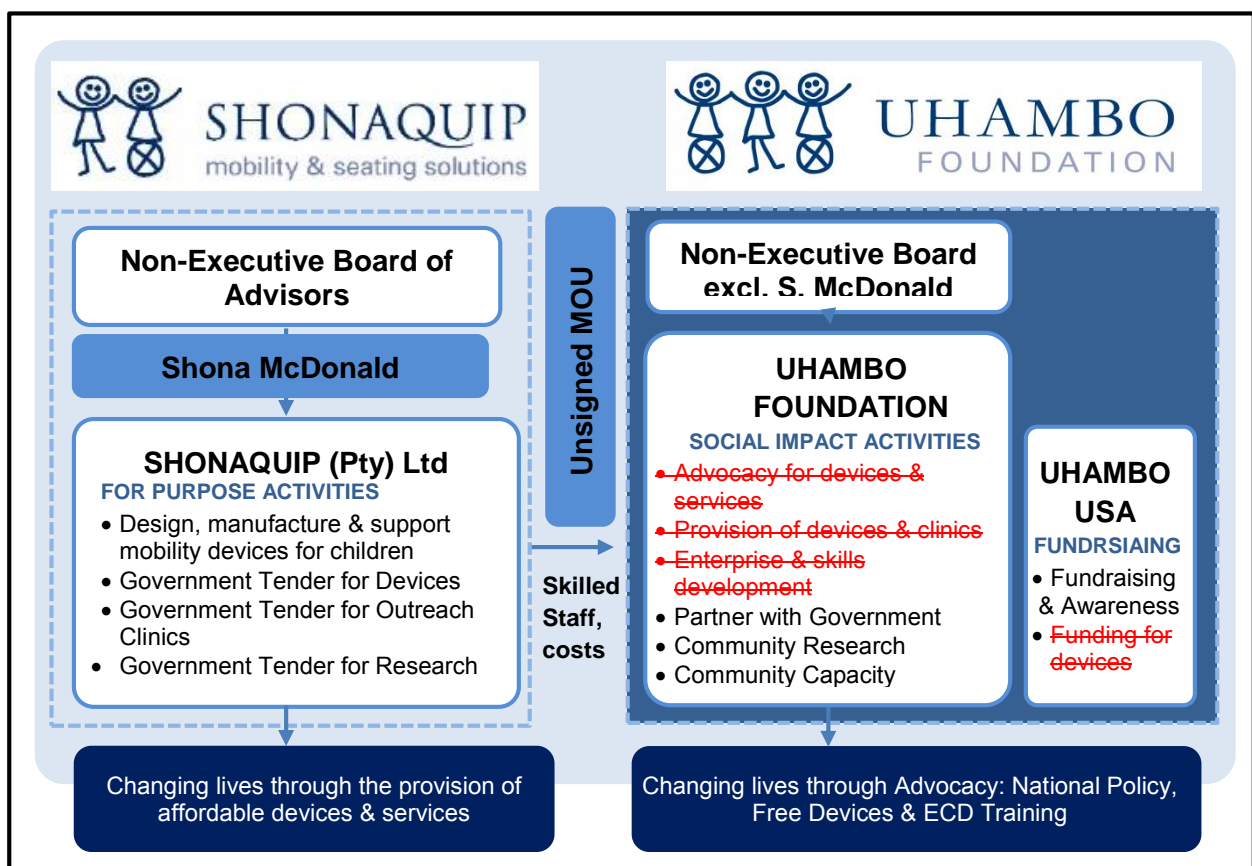 SHONAQUIP
mobility & seating solutions
UHAMBO
FOUNDATION
Non-Executive Board of
Advisors
Shona McDonald
SHONAQUIP (Pty) Ltd
FOR PURPOSE ACTIVITIES
• Design, manufacture & support
mobility devices for children
• Government Tender for Devices
• Government Tender for Outreach
Clinics
• Government Tender for Research
Changing lives through the provision of
affordable devices & services
Unsigned MOU
Skilled
Staff,
costs
Non-Executive Board
excl. S. McDonald
UHAMBO
FOUNDATION
SOCIAL IMPACT ACTIVITIES
• Advocacy for devices &
services
• Provision of devices & clinics
• Enterprise & skills
development
• Partner with Government
• Community Research
• Community Capacity
UHAMBO
USA
FUNDRSIAING
• Fundraising
& Awareness
• Funding for
devices
Changing lives through Advocacy: National Policy,
Free Devices & ECD Training